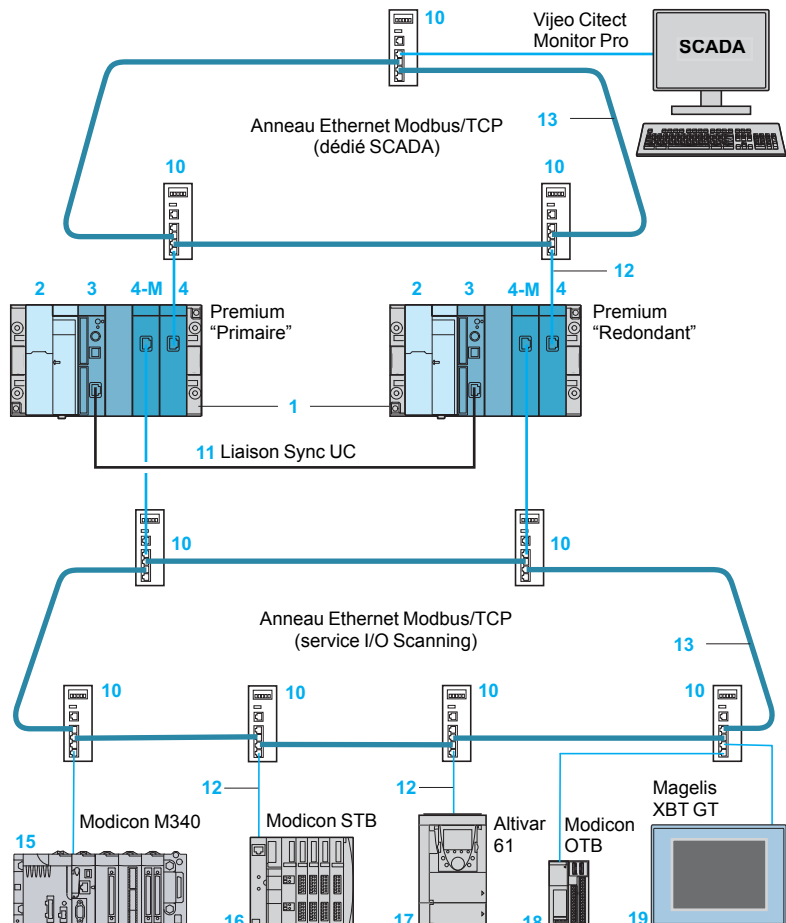 10
Vijeo Citect
Monitor Pro
SCADA
Anneau Ethernet Modbus/TCP
(dédié SCADA)
13
10
10
12
2 3 4-M 4
Premium
“Primaire”
2 3 4-M 4
Premium
“Redondant”
1
11 Liaison Sync UC
10
10
Anneau Ethernet Modbus/TCP
(service I/O Scanning)
13
10
10
10
10
12
12
Modicon M340
15
Modicon STB
16
Altivar
61
17
Modicon
OTB
18
Magelis
XBT GT
19